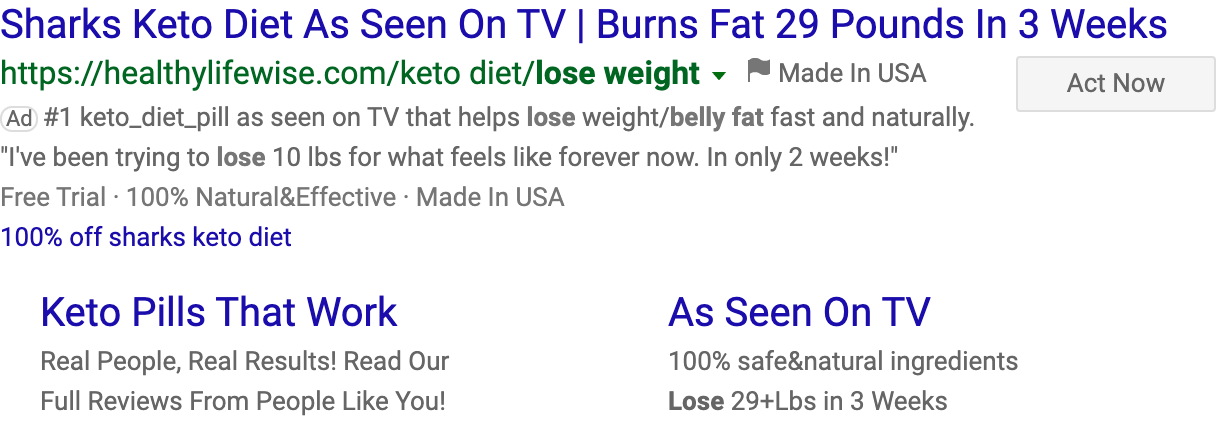 Sharks Keto Diet As Seen On TV | Burns Fat 29 Pounds In 3 Weeks
https://healthylifewise.com/keto diet/lose weight Made In USA
Act Now
Ad #1 keto_diet_pill as seen on TV that helps lose weight/belly fat fast and naturally.
"I've been trying to lose 10 lbs for what feels like forever now. In only 2 weeks!"
Free Trial · 100% Natural&Effective · Made In USA
100% off sharks keto diet
Keto Pills That Work
Real People, Real Results! Read Our
Full Reviews From People Like You!
As Seen On TV
100% safe&natural ingredients
Lose 29+Lbs in 3 Weeks